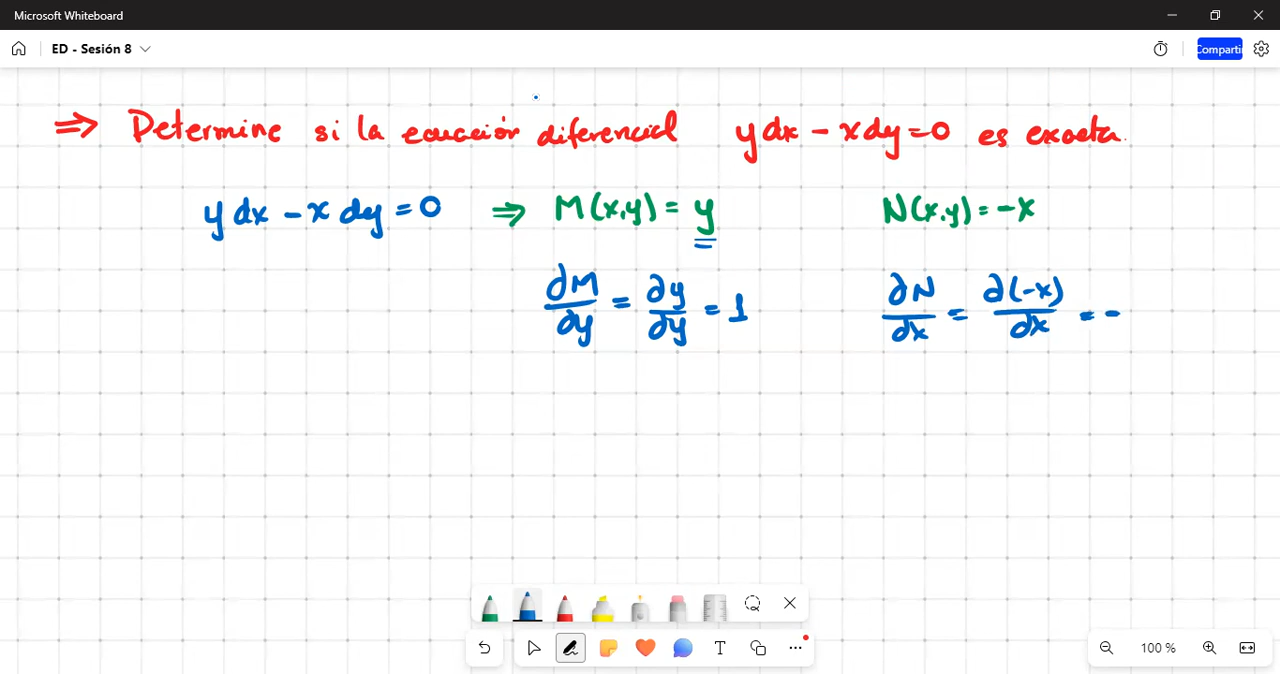 Microsoft Whiteboard
ED - Sesión 8
Comparti
⇒ Determine si la ecuación diferencial y dx - x dy = 0 es exacta.
y dx - x dy = 0 ⇒ M(x,y) = y N(x,y) = -x
∂M/∂y = ∂y/∂y = 1 ∂N/∂x = ∂(-x)/∂x = -
T
100 %